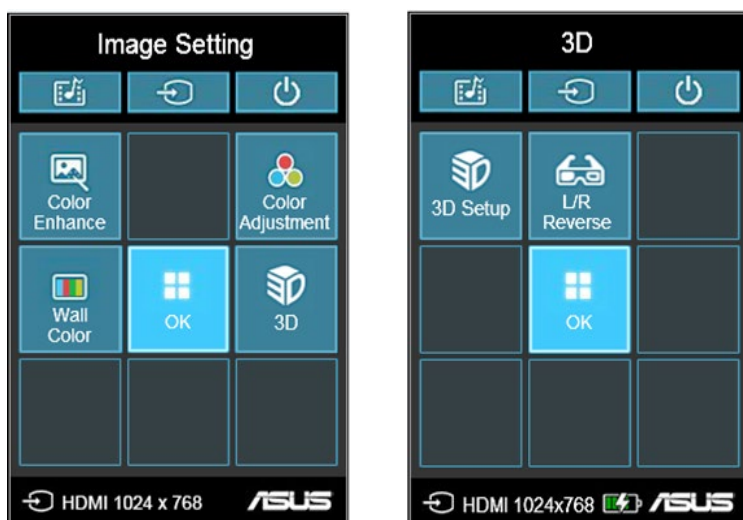 Image Setting
Color
Enhance
Color
Adjustment
Wall
Color
OK
3D
HDMI 1024 x 768
ASUS
3D
3D Setup
L/R
Reverse
OK
HDMI 1024x768
ASUS